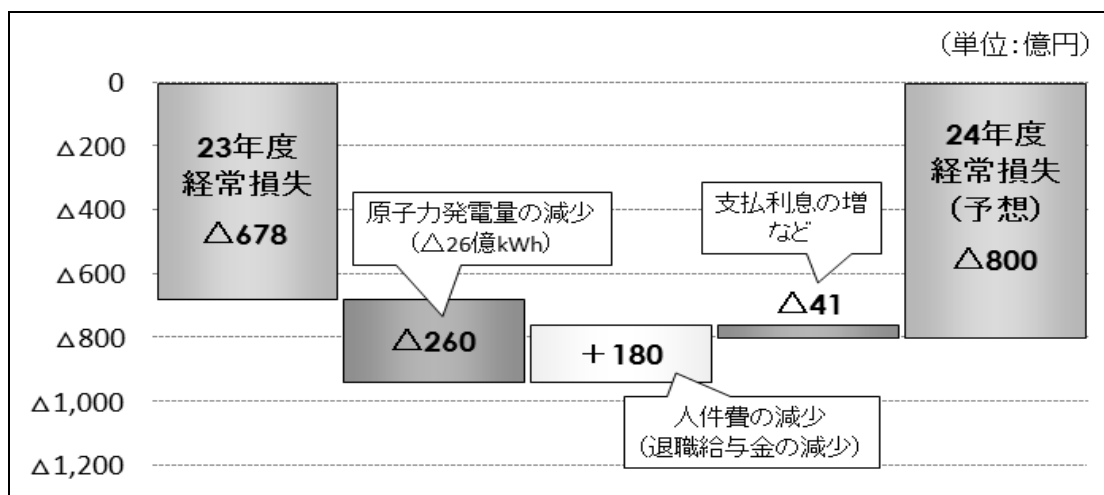 (単位:億円)
0
△200
△400
△600
△800
△1,000
△1,200
23年度
経常損失
△678
原子力発電量の減少
(△26億kWh)
△260
+180
人件費の減少
(退職給与金の減少)
支払利息の増
など
△41
24年度
経常損失
(予想)
△800